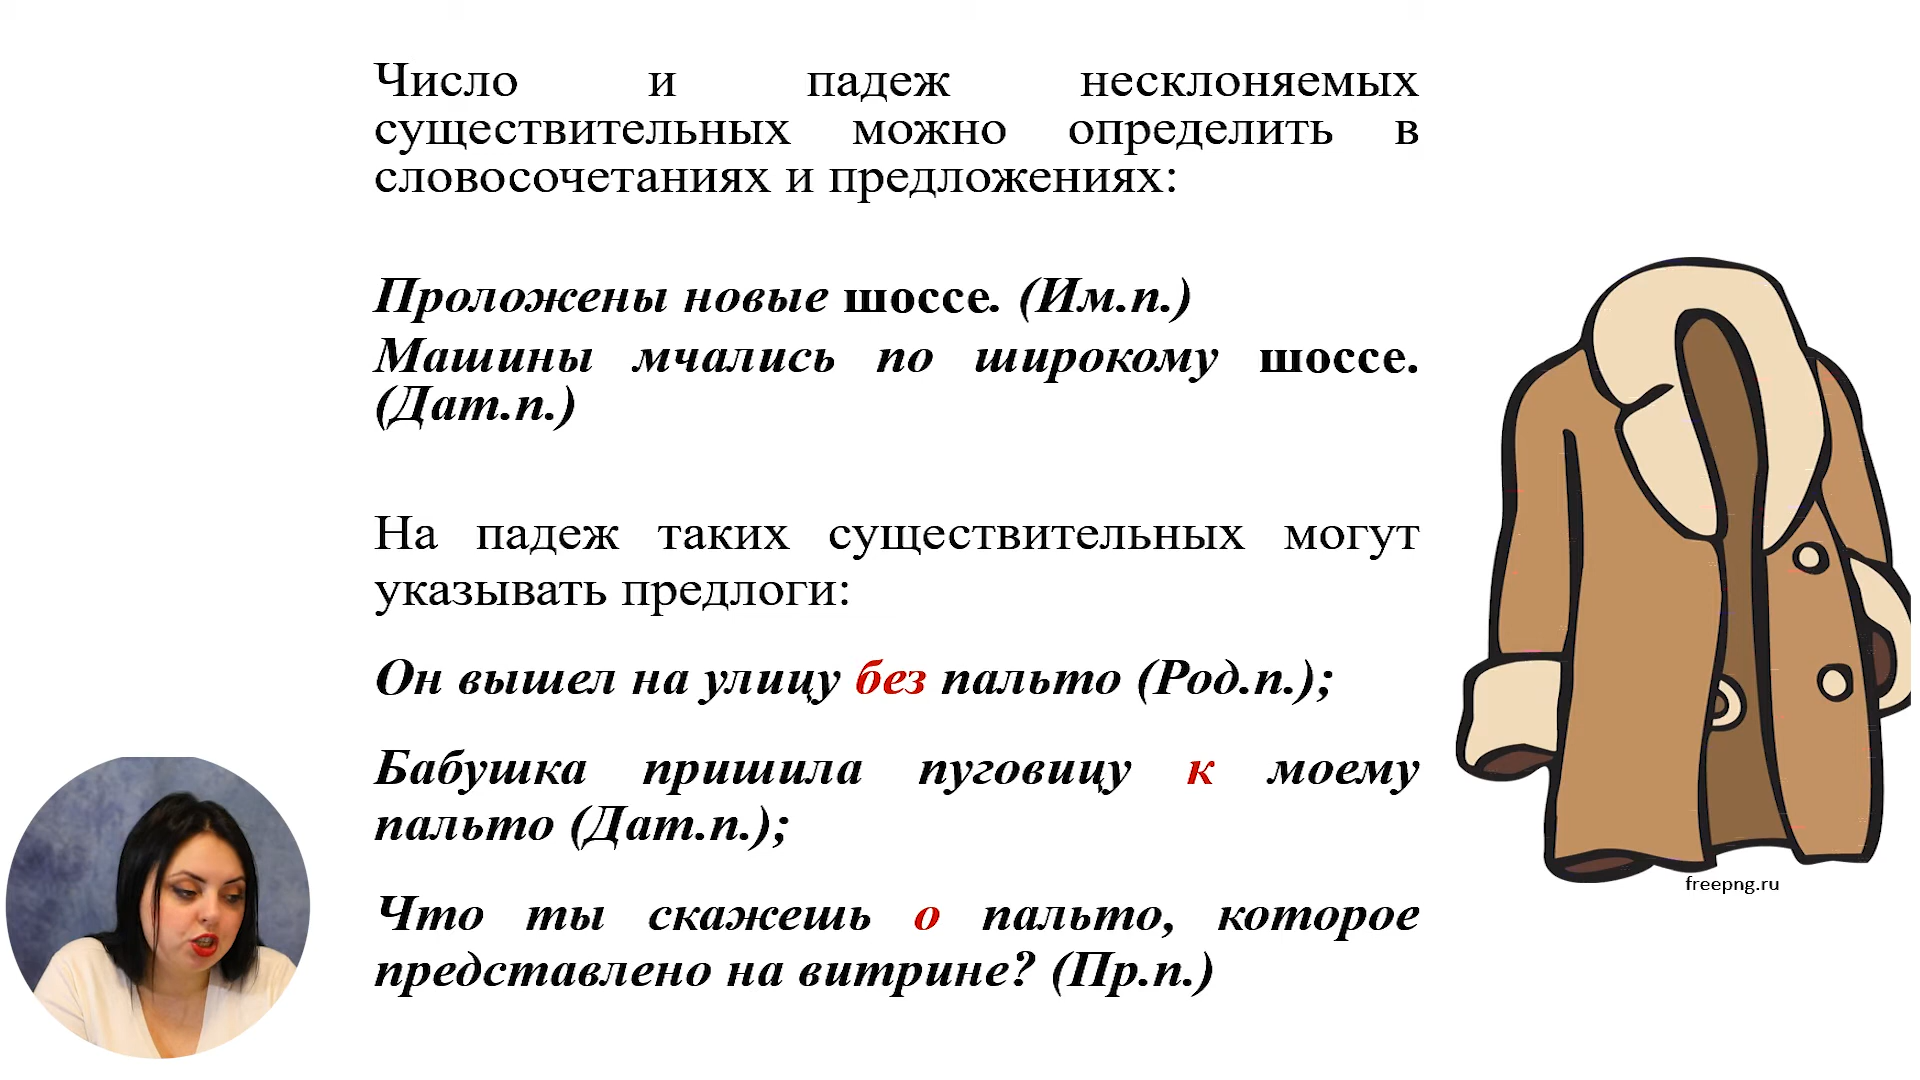 Число и падеж несклоняемых
существительных можно определить в
словосочетаниях и предложениях:
Проложены новые шоссе. (Им.п.)
Машины мчались по широкому шоссе.
(Дат.п.)
На падеж таких существительных могут
указывать предлоги:
Он вышел на улицу без пальто (Род.п.);
Бабушка пришила пуговицу к моему
пальто (Дат.п.);
Что ты скажешь о пальто, которое
представлено на витрине? (Пр.п.)
freepng.ru